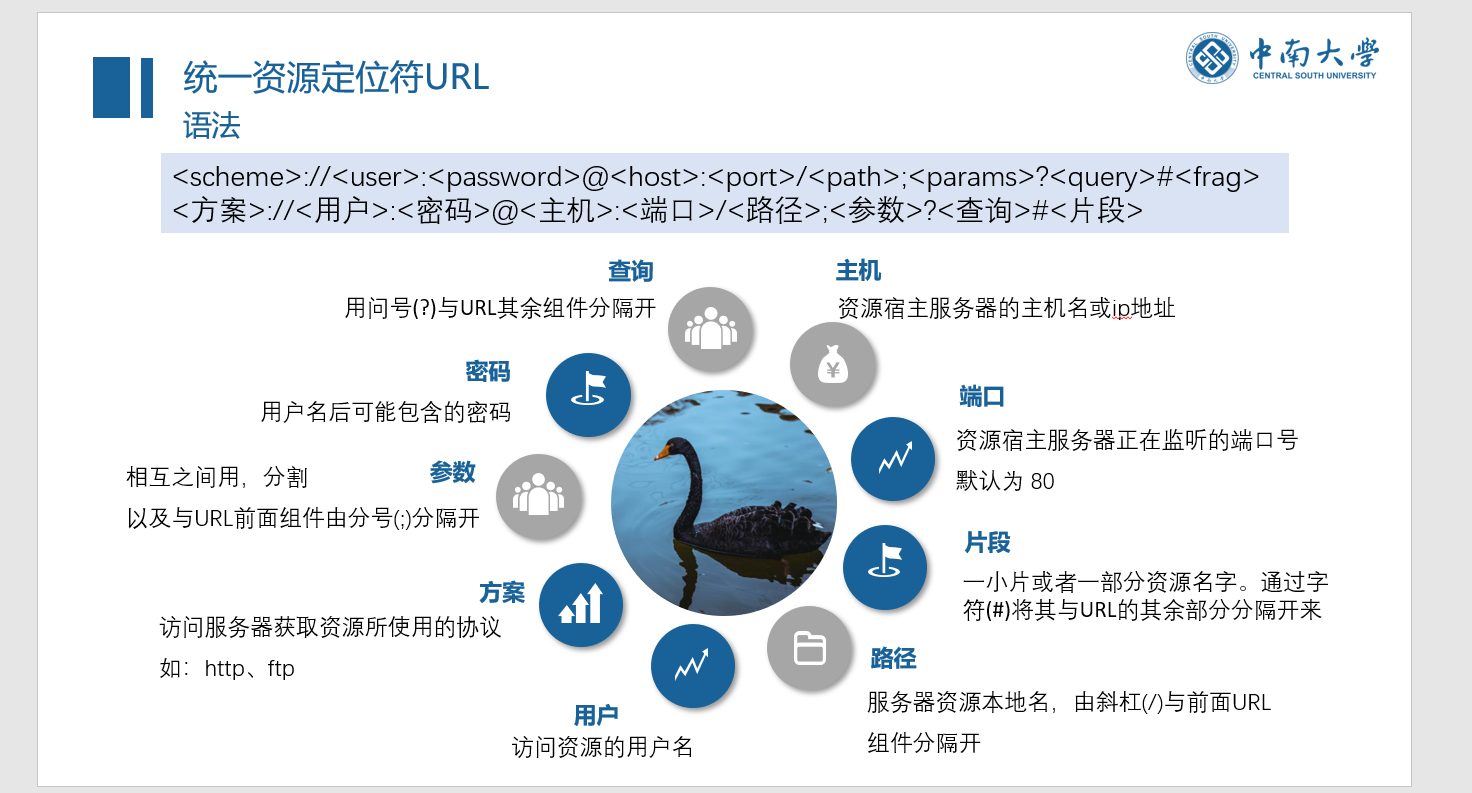 统一资源定位符URL
语法
中南大学
CENTRAL SOUTH UNIVERSITY
<scheme>://<user>:<password>@<host>:<port>/<path>;<params>?<query>#<frag>
<方案>://<用户>:<密码>@<主机>:<端口>/<路径>;<参数>?<查询>#<片段>
查询
用问号(?)与URL其余组件分隔开
主机
资源宿主服务器的主机名或ip地址
密码
用户名后可能包含的密码
端口
资源宿主服务器正在监听的端口号
默认为 80
参数
相互之间用，分割
以及与URL前面组件由分号(;)分隔开
片段
一小片或者一部分资源名字。通过字
符(#)将其与URL的其余部分分隔开来
方案
访问服务器获取资源所使用的协议
如：http、ftp
路径
服务器资源本地名，由斜杠(/)与前面URL
组件分隔开
用户
访问资源的用户名
¥